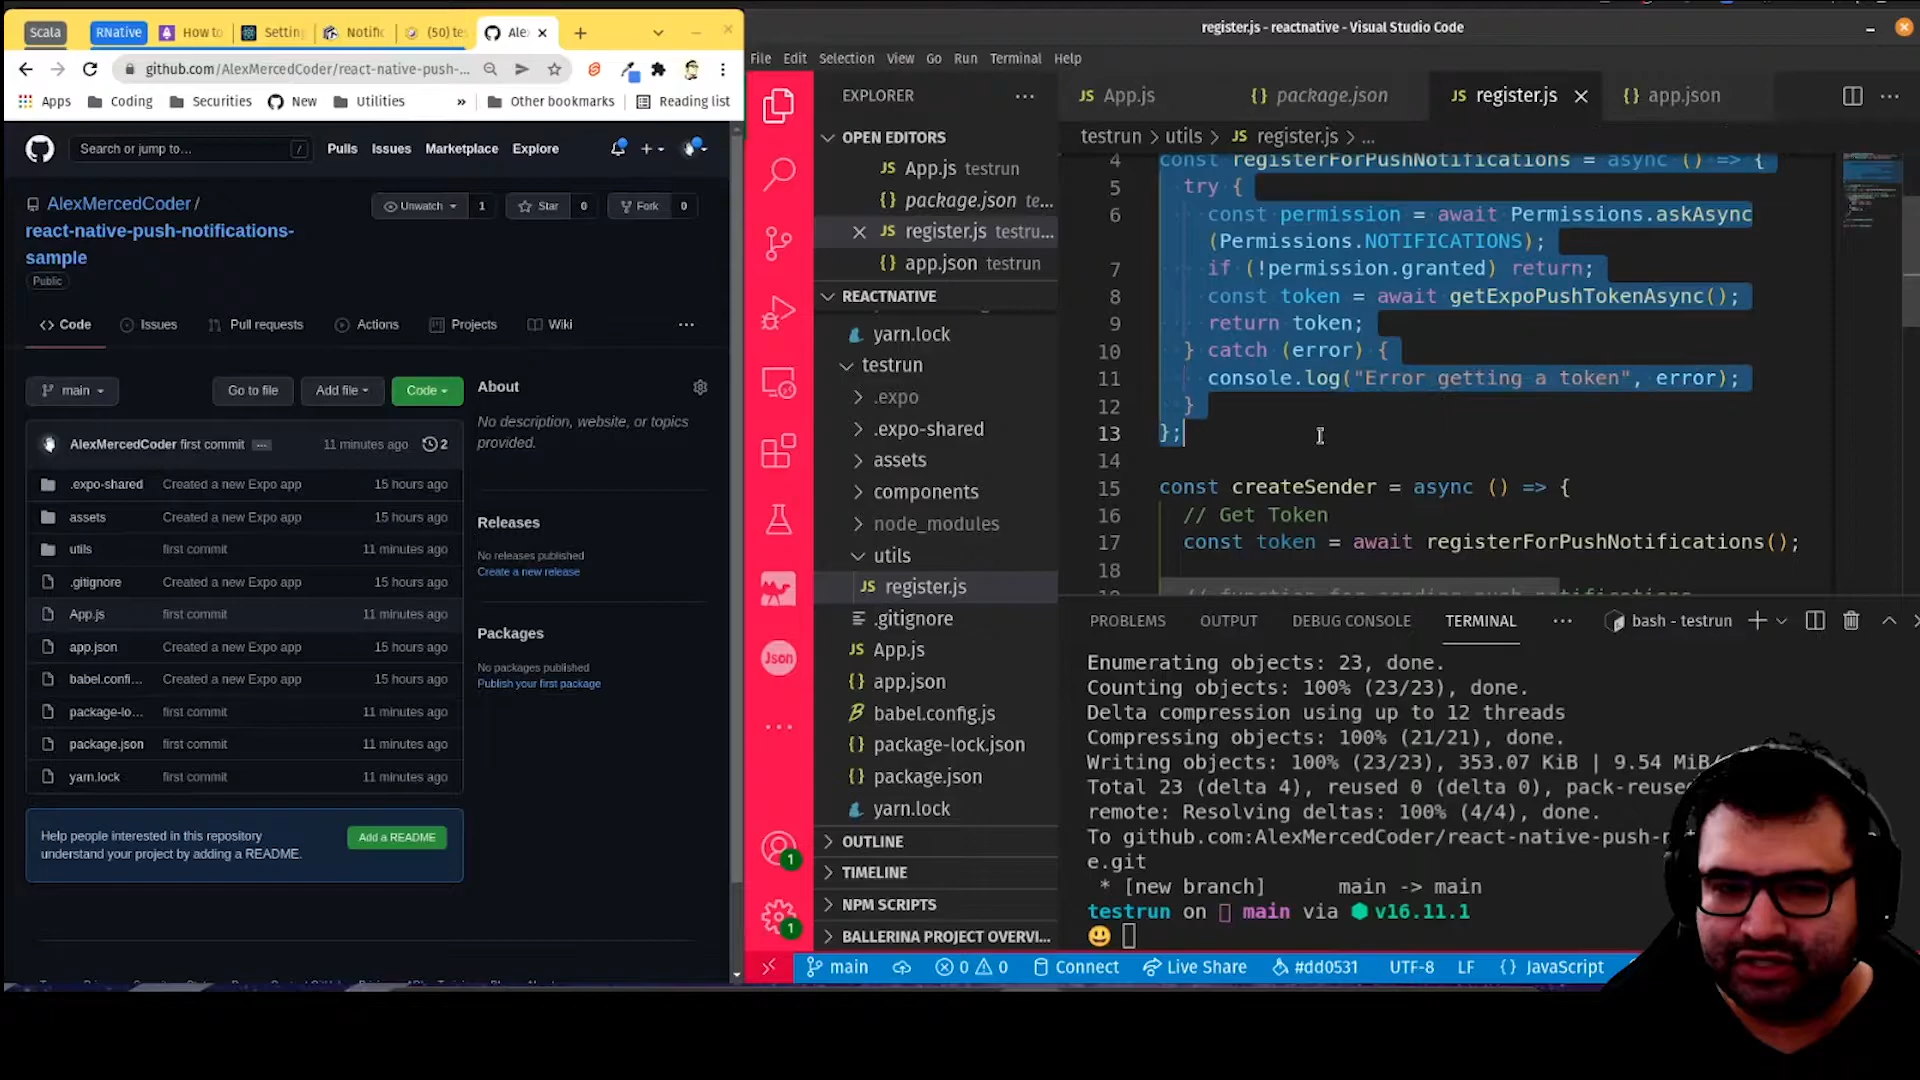 Scala
RNative
How to
Settin
Notific
(50) te
Ale
github.com/AlexMercedCoder/react-native-push-...
Apps
Coding
Securities
New
Utilities
»
Other bookmarks
Reading list
Search or jump to...
/
Pulls
Issues
Marketplace
Explore
AlexMercedCoder /
react-native-push-notifications-
sample
Public
Unwatch
1
Star
0
Fork
0
<> Code
Issues
Pull requests
Actions
Projects
Wiki
...
main
Go to file
Add file
Code
AlexMercedCoder first commit ...
11 minutes ago
2
.expo-shared
Created a new Expo app
15 hours ago
assets
Created a new Expo app
15 hours ago
utils
first commit
11 minutes ago
.gitignore
Created a new Expo app
15 hours ago
App.js
first commit
11 minutes ago
app.json
Created a new Expo app
15 hours ago
babel.confi...
Created a new Expo app
15 hours ago
package-lo...
first commit
11 minutes ago
package.json
first commit
11 minutes ago
yarn.lock
first commit
11 minutes ago
Help people interested in this repository
understand your project by adding a README.
Add a README
About
No description, website, or topics
provided.
Releases
No releases published
Create a new release
Packages
No packages published
Publish your first package
register.js - reactnative - Visual Studio Code
File
Edit
Selection
View
Go
Run
Terminal
Help
Json
1
1
EXPLORER
OPEN EDITORS
JS App.js testrun
{} package.json te...
JS register.js testru...
{} app.json testrun
REACTNATIVE
yarn.lock
testrun
.expo
.expo-shared
assets
components
node_modules
utils
JS register.js
.gitignore
JS App.js
{} app.json
babel.config.js
{} package-lock.json
{} package.json
yarn.lock
OUTLINE
TIMELINE
NPM SCRIPTS
BALLERINA PROJECT OVERVI...
JS App.js
{} package.json
JS register.js
{} app.json
testrun > utils > JS register.js > ...
4 const registerForPushNotifications = async () => {
5 try {
6 const permission = await Permissions.askAsync
(Permissions.NOTIFICATIONS);
7 if (!permission.granted) return;
8 const token = await getExpoPushTokenAsync();
9 return token;
10 } catch (error) {
11 console.log("Error getting a token", error);
12 }
13 };
14
15 const createSender = async () => {
16 // Get Token
17 const token = await registerForPushNotifications();
18
// function for sending push notifications
PROBLEMS
OUTPUT
DEBUG CONSOLE
TERMINAL
...
bash - testrun
Enumerating objects: 23, done.
Counting objects: 100% (23/23), done.
Delta compression using up to 12 threads
Compressing objects: 100% (21/21), done.
Writing objects: 100% (23/23), 353.07 KiB | 9.54 MiB/
Total 23 (delta 4), reused 0 (delta 0), pack-reused
remote: Resolving deltas: 100% (4/4), done.
To github.com:AlexMercedCoder/react-native-push-n
e.git
* [new branch] main -> main
testrun on main via v16.11.1
main
0
0
Connect
Live Share
#dd0531
UTF-8
LF
{} JavaScript